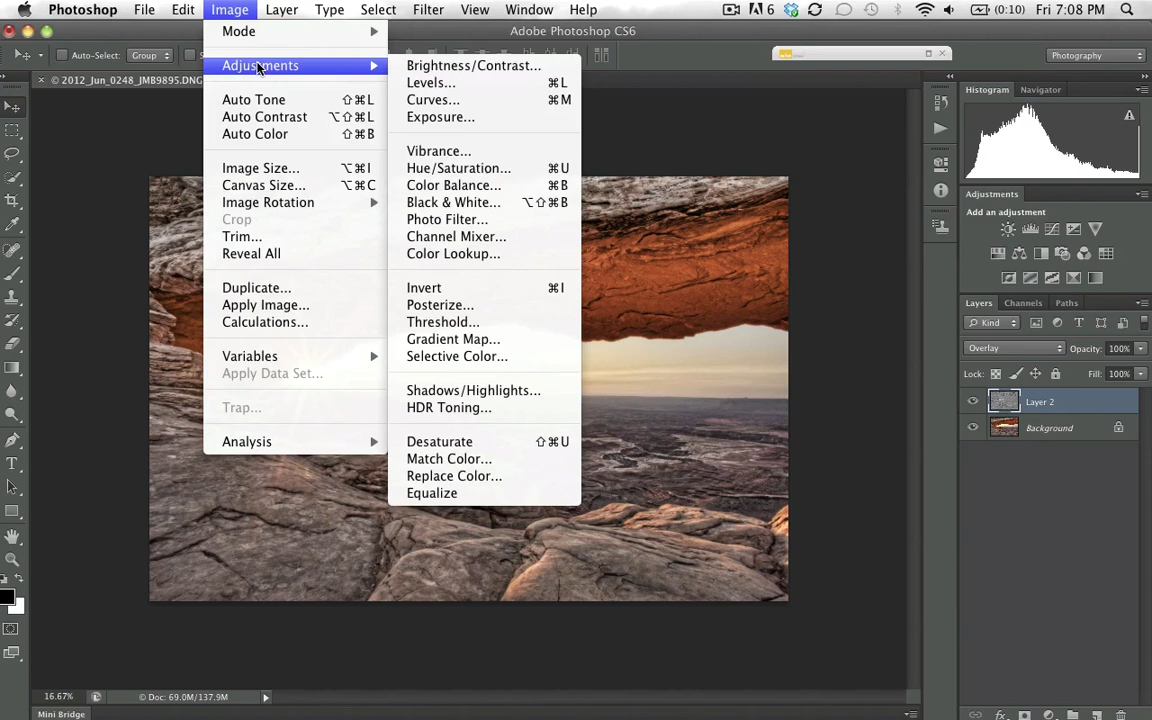 Photoshop File Edit Image Layer Type Select Filter View Window Help 6 (0:10) Fri 7:08 PM
Adobe Photoshop CS6
Auto-Select: Group Photography
× © 2012_Jun_0248_JMB9895.DNG
Mode
Adjustments
Auto Tone ⇧⌘L
Auto Contrast ⌥⇧⌘L
Auto Color ⇧⌘B
Image Size... ⌥⌘I
Canvas Size... ⌥⌘C
Image Rotation
Crop
Trim...
Reveal All
Duplicate...
Apply Image...
Calculations...
Variables
Apply Data Set...
Trap...
Analysis
Brightness/Contrast...
Levels... ⌘L
Curves... ⌘M
Exposure...
Vibrance...
Hue/Saturation... ⌘U
Color Balance... ⌘B
Black & White... ⌥⇧⌘B
Photo Filter...
Channel Mixer...
Color Lookup...
Invert ⌘I
Posterize...
Threshold...
Gradient Map...
Selective Color...
Shadows/Highlights...
HDR Toning...
Desaturate ⇧⌘U
Match Color...
Replace Color...
Equalize
Histogram Navigator
Adjustments
Add an adjustment
Layers Channels Paths
Kind
Overlay Opacity: 100%
Lock: Fill: 100%
Layer 2
Background
16.67% Doc: 69.0M/137.9M
Mini Bridge